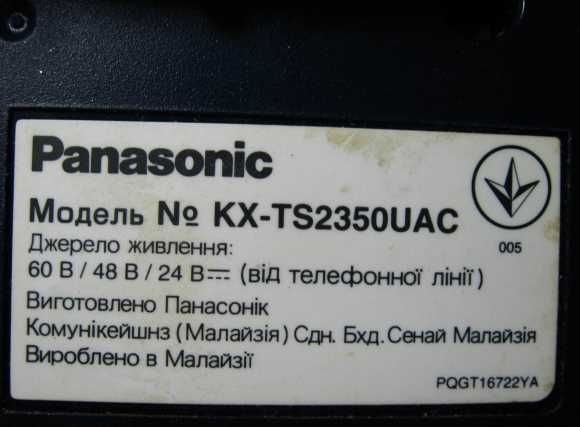 Panasonic
Модель № KX-TS2350UAC
005
Джерело живлення:
60 В / 48 В / 24 В⎓ (від телефонної лінії)
Виготовлено Панасонік
Комунікейшнз (Малайзія) Сдн. Бхд. Сенай Малайзія
Вироблено в Малайзії
PQGT16722YA